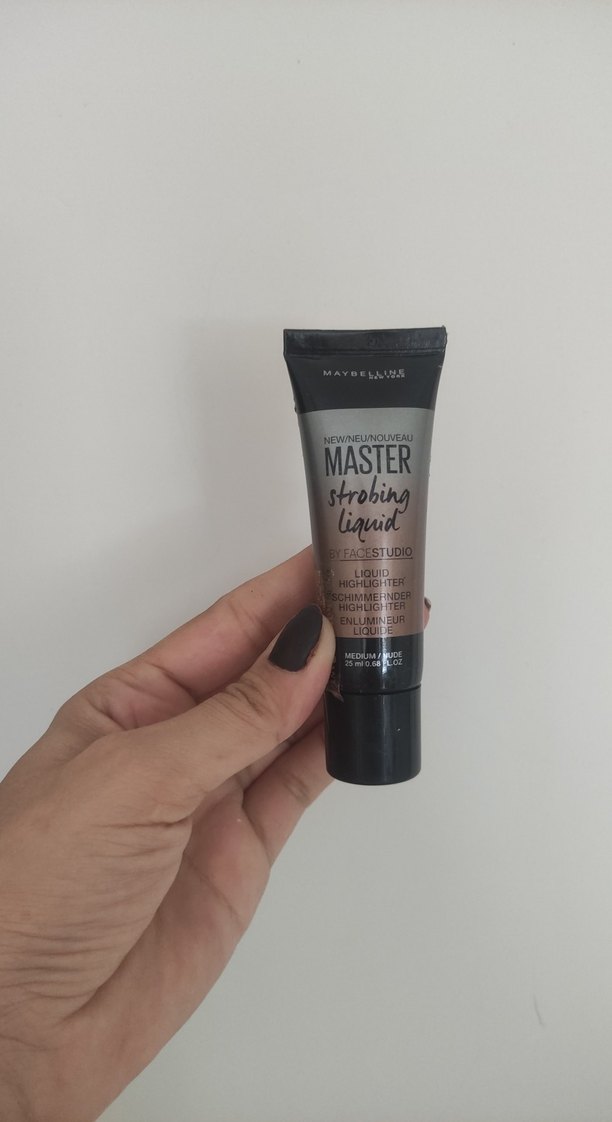 MAYBELLINE
NEW YORK
NEW/NEU/NOUVEAU
MASTER
strobing
liquid
BY FACESTUDIO
LIQUID
HIGHLIGHTER
SCHIMMERNDER
HIGHLIGHTER
ENLUMINEUR
LIQUIDE
MEDIUM / NUDE
25 ml 0.68 FL.OZ